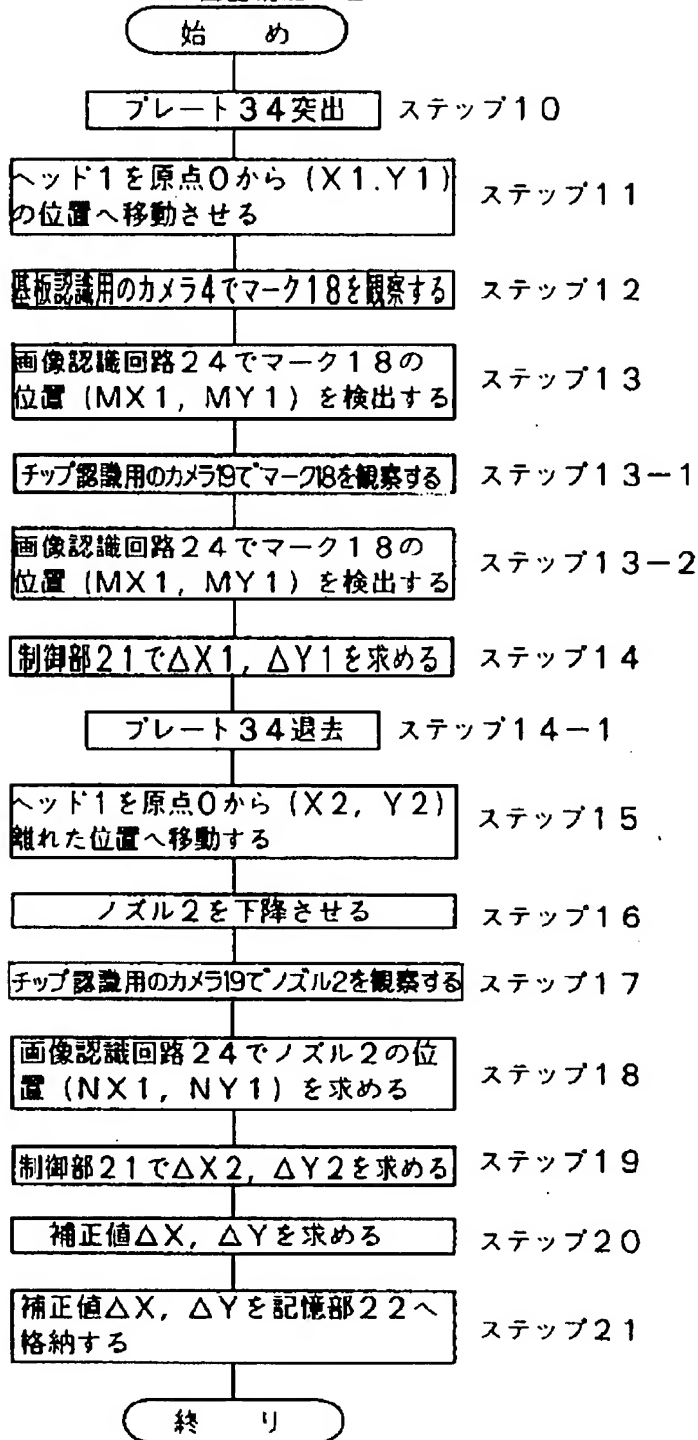 始 め
プレート34突出 ステップ10
ヘッド1を原点0から(X1.Y1)
の位置へ移動させる
ステップ11
基板認識用のカメラ4でマーク18を観察する ステップ12
画像認識回路24でマーク18の
位置(MX1, MY1)を検出する
ステップ13
チップ認識用のカメラ19でマーク18を観察する ステップ13-1
画像認識回路24でマーク18の
位置(MX1, MY1)を検出する
ステップ13-2
制御部21で△X1, △Y1を求める ステップ14
プレート34退去 ステップ14-1
ヘッド1を原点0から(X2, Y2)
離れた位置へ移動する
ステップ15
ノズル2を下降させる ステップ16
チップ認識用のカメラ19でノズル2を観察する ステップ17
画像認識回路24でノズル2の位
置(NX1, NY1)を求める
ステップ18
制御部21で△X2, △Y2を求める ステップ19
補正値△X, △Yを求める ステップ20
補正値△X, △Yを記憶部22へ
格納する
ステップ21
終 り